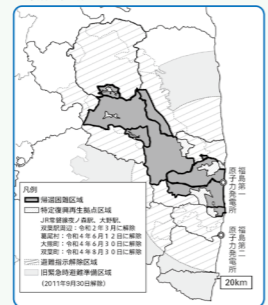 福島第一
原子力発電所
福島第二
原子力発電所
凡例
帰還困難区域
特定復興再生拠点区域
JR常磐線夜ノ森駅、大野駅、
双葉駅周辺：令和２年３月に解除
葛尾村：令和４年６月１２日に解除
大熊町：令和４年６月３０日に解除
双葉町：令和４年８月３０日に解除
避難指示解除区域
旧緊急時避難準備区域
（2011年9月30日解除）
20km